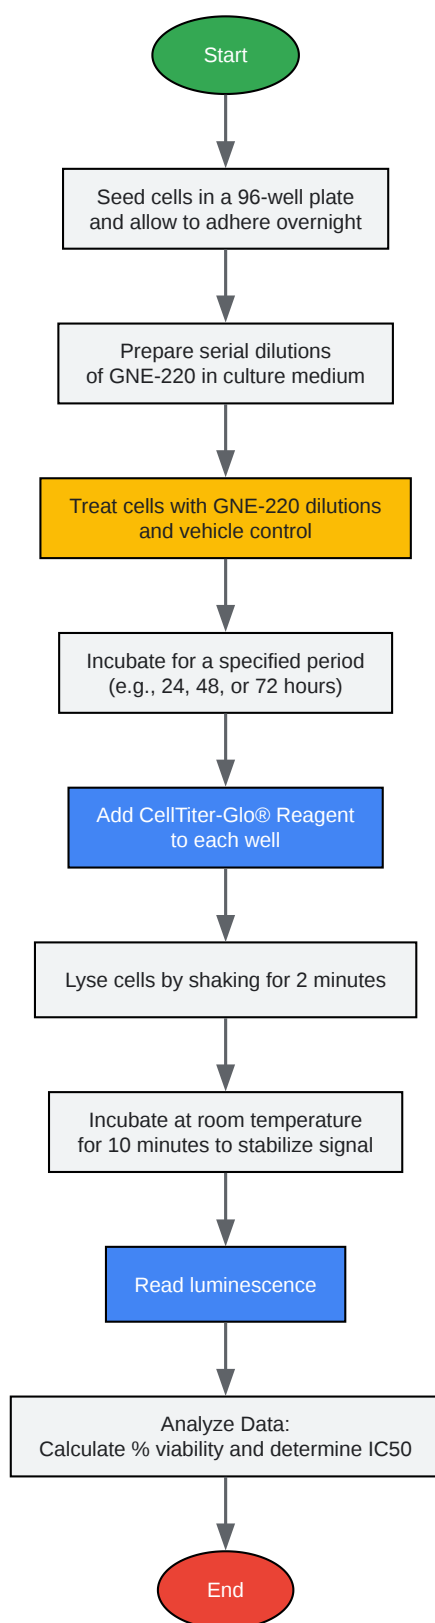 Start
Seed cells in a 96-well plate
and allow to adhere overnight
Prepare serial dilutions
of GNE-220 in culture medium
Treat cells with GNE-220 dilutions
and vehicle control
Incubate for a specified period
(e.g., 24, 48, or 72 hours)
Add CellTiter-Glo® Reagent
to each well
Lyse cells by shaking for 2 minutes
Incubate at room temperature
for 10 minutes to stabilize signal
Read luminescence
Analyze Data:
Calculate % viability and determine IC50
End